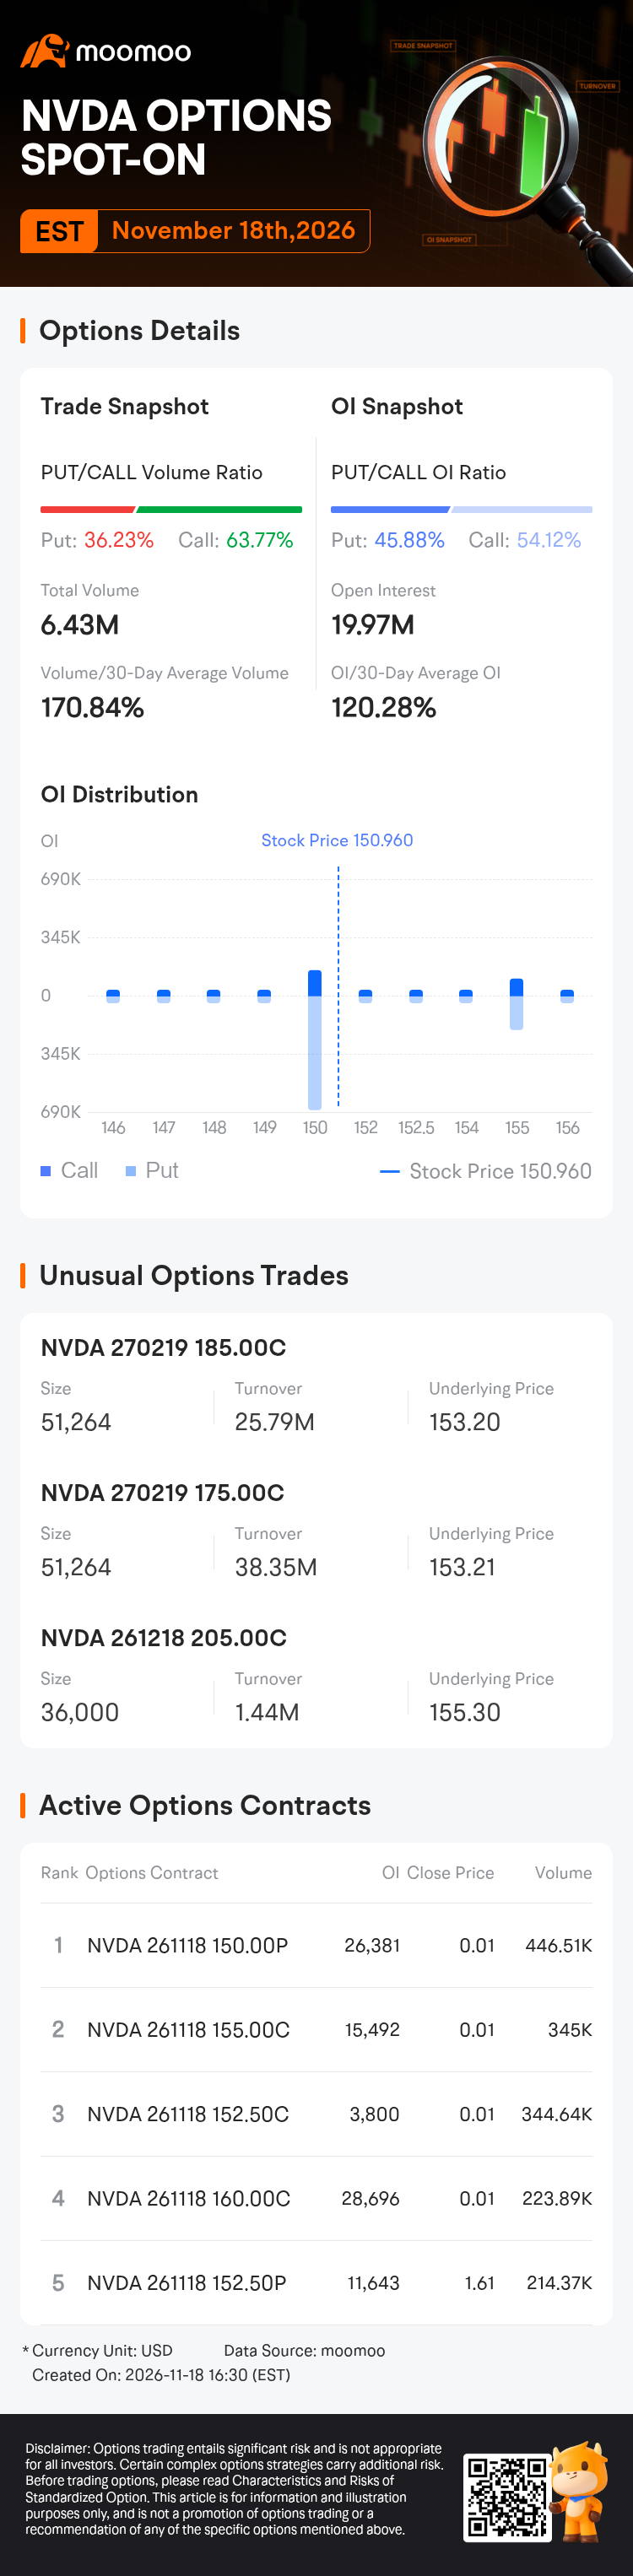 moomoo
TRADE SNAPSHOT
TURNOVER
NVDA OPTIONS
SPOT-ON
EST November 18th,2026
OI SNAPSHOT
Options Details
Trade Snapshot
OI Snapshot
PUT/CALL Volume Ratio
PUT/CALL OI Ratio
Put: 36.23% Call: 63.77%
Put: 45.88% Call: 54.12%
Total Volume
Open Interest
6.43M
19.97M
Volume/30-Day Average Volume
OI/30-Day Average OI
170.84%
120.28%
OI Distribution
OI
Stock Price 150.960
690K
345K
0
345K
690K
146 147 148 149 150 152 152.5 154 155 156
Call Put
Stock Price 150.960
Unusual Options Trades
NVDA 270219 185.00C
Size Turnover Underlying Price
51,264 25.79M 153.20
NVDA 270219 175.00C
Size Turnover Underlying Price
51,264 38.35M 153.21
NVDA 261218 205.00C
Size Turnover Underlying Price
36,000 1.44M 155.30
Active Options Contracts
Rank Options Contract OI Close Price Volume
1 NVDA 261118 150.00P 26,381 0.01 446.51K
2 NVDA 261118 155.00C 15,492 0.01 345K
3 NVDA 261118 152.50C 3,800 0.01 344.64K
4 NVDA 261118 160.00C 28,696 0.01 223.89K
5 NVDA 261118 152.50P 11,643 1.61 214.37K
* Currency Unit: USD Data Source: moomoo
Created On: 2026-11-18 16:30 (EST)
Disclaimer: Options trading entails significant risk and is not appropriate
for all investors. Certain complex options strategies carry additional risk.
Before trading options, please read Characteristics and Risks of
Standardized Option. This article is for information and illustration
purposes only, and is not a promotion of options trading or a
recommendation of any of the specific options mentioned above.